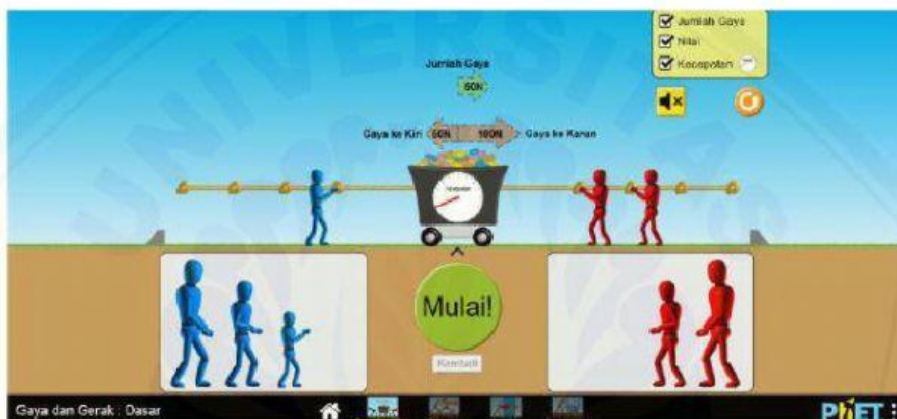 Jumlah Gaya
Nilai
Kecepatan
Jumlah Gaya
50N
Gaya ke Kiri
50N
100N
Gaya ke Kanan
Mulai!
Kembali
Gaya dan Gerak : Dasar
PhET
UNIVERSITAS